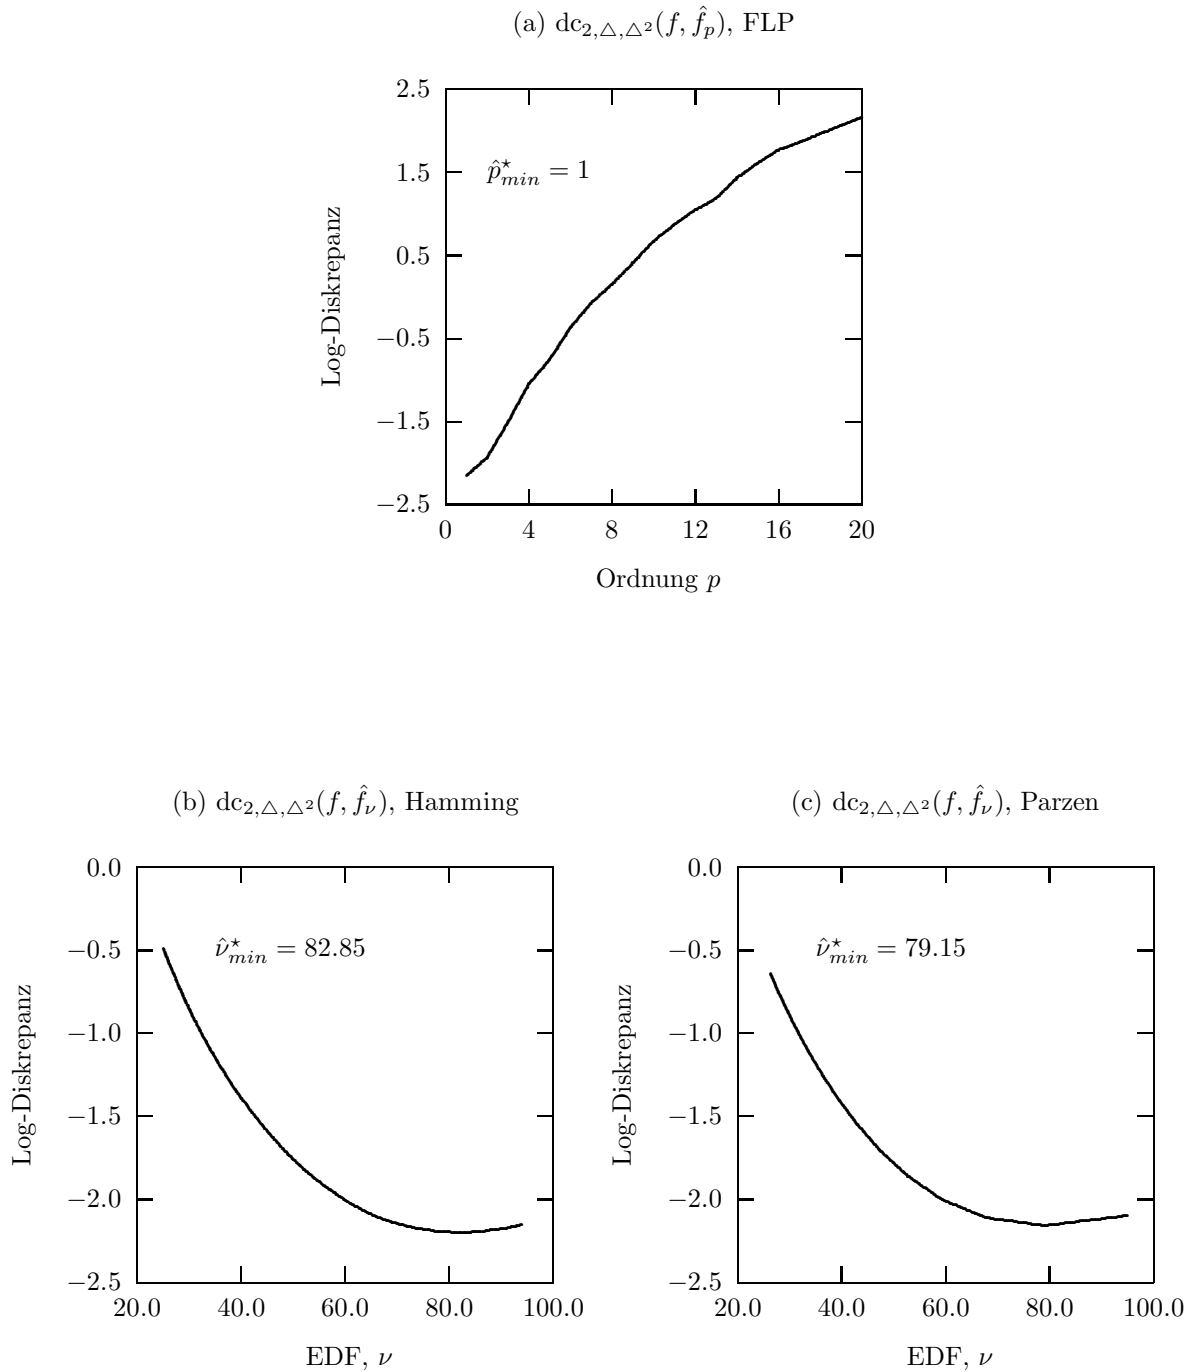 (a) dc₂,△,△²(f, f̂ₚ), FLP
2.5
1.5
0.5
−0.5
−1.5
−2.5
Log-Diskrepanz
p̂⋆min = 1
0 4 8 12 16 20
Ordnung p
(b) dc₂,△,△²(f, f̂ν), Hamming
0.0
−0.5
−1.0
−1.5
−2.0
−2.5
Log-Diskrepanz
ν̂⋆min = 82.85
20.0 40.0 60.0 80.0 100.0
EDF, ν
(c) dc₂,△,△²(f, f̂ν), Parzen
0.0
−0.5
−1.0
−1.5
−2.0
−2.5
Log-Diskrepanz
ν̂⋆min = 79.15
20.0 40.0 60.0 80.0 100.0
EDF, ν